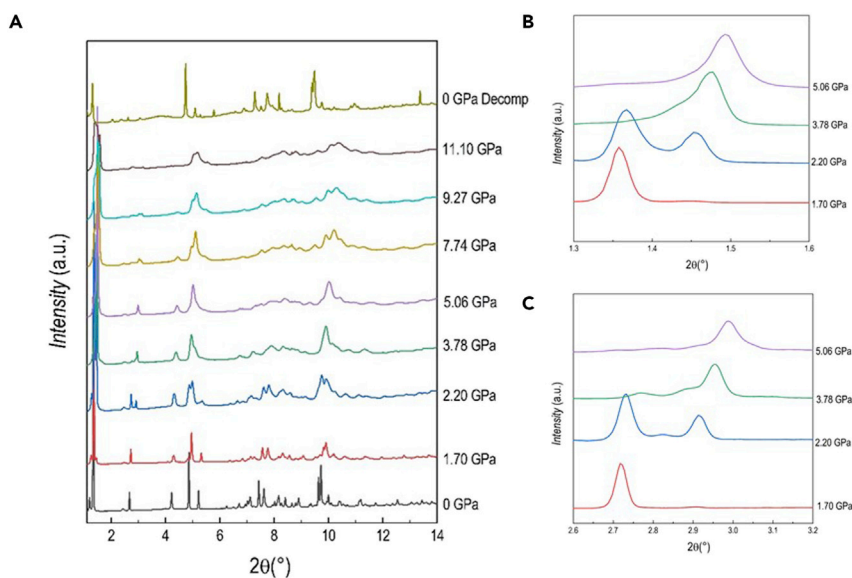 A
Intensity (a.u.)
0 GPa Decomp
11.10 GPa
9.27 GPa
7.74 GPa
5.06 GPa
3.78 GPa
2.20 GPa
1.70 GPa
0 GPa
2 4 6 8 10 12 14
2θ(°)
B
Intensity (a.u.)
5.06 GPa
3.78 GPa
2.20 GPa
1.70 GPa
1.3 1.4 1.5 1.6
2θ(°)
C
Intensity (a.u.)
5.06 GPa
3.78 GPa
2.20 GPa
1.70 GPa
2.6 2.7 2.8 2.9 3.0 3.1 3.2
2θ(°)